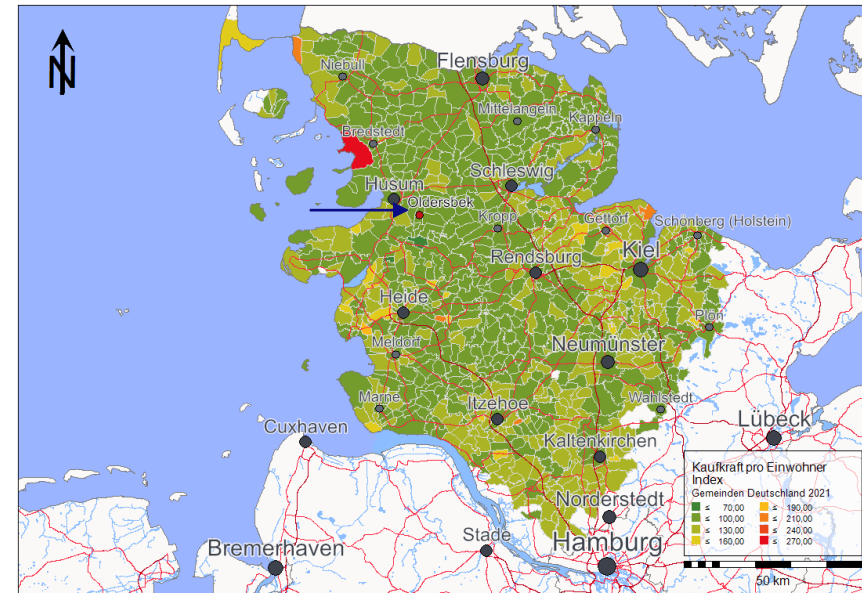 N
Niebüll
Flensburg
Mittelangeln
Kappeln
Bredstedt
Schleswig
Husum
Oldersbek
Kropp
Gettorf
Schönberg (Holstein)
Kiel
Rendsburg
Heide
Plön
Meldorf
Neumünster
Marne
Itzehoe
Wahlstedt
Cuxhaven
Lübeck
Kaltenkirchen
Norderstedt
Stade
Hamburg
Bremerhaven
Kaufkraft pro Einwohner
Index
Gemeinden Deutschland 2021
≤ 70,00 ≤ 190,00
≤ 100,00 ≤ 210,00
≤ 130,00 ≤ 240,00
≤ 160,00 ≤ 270,00
50 km